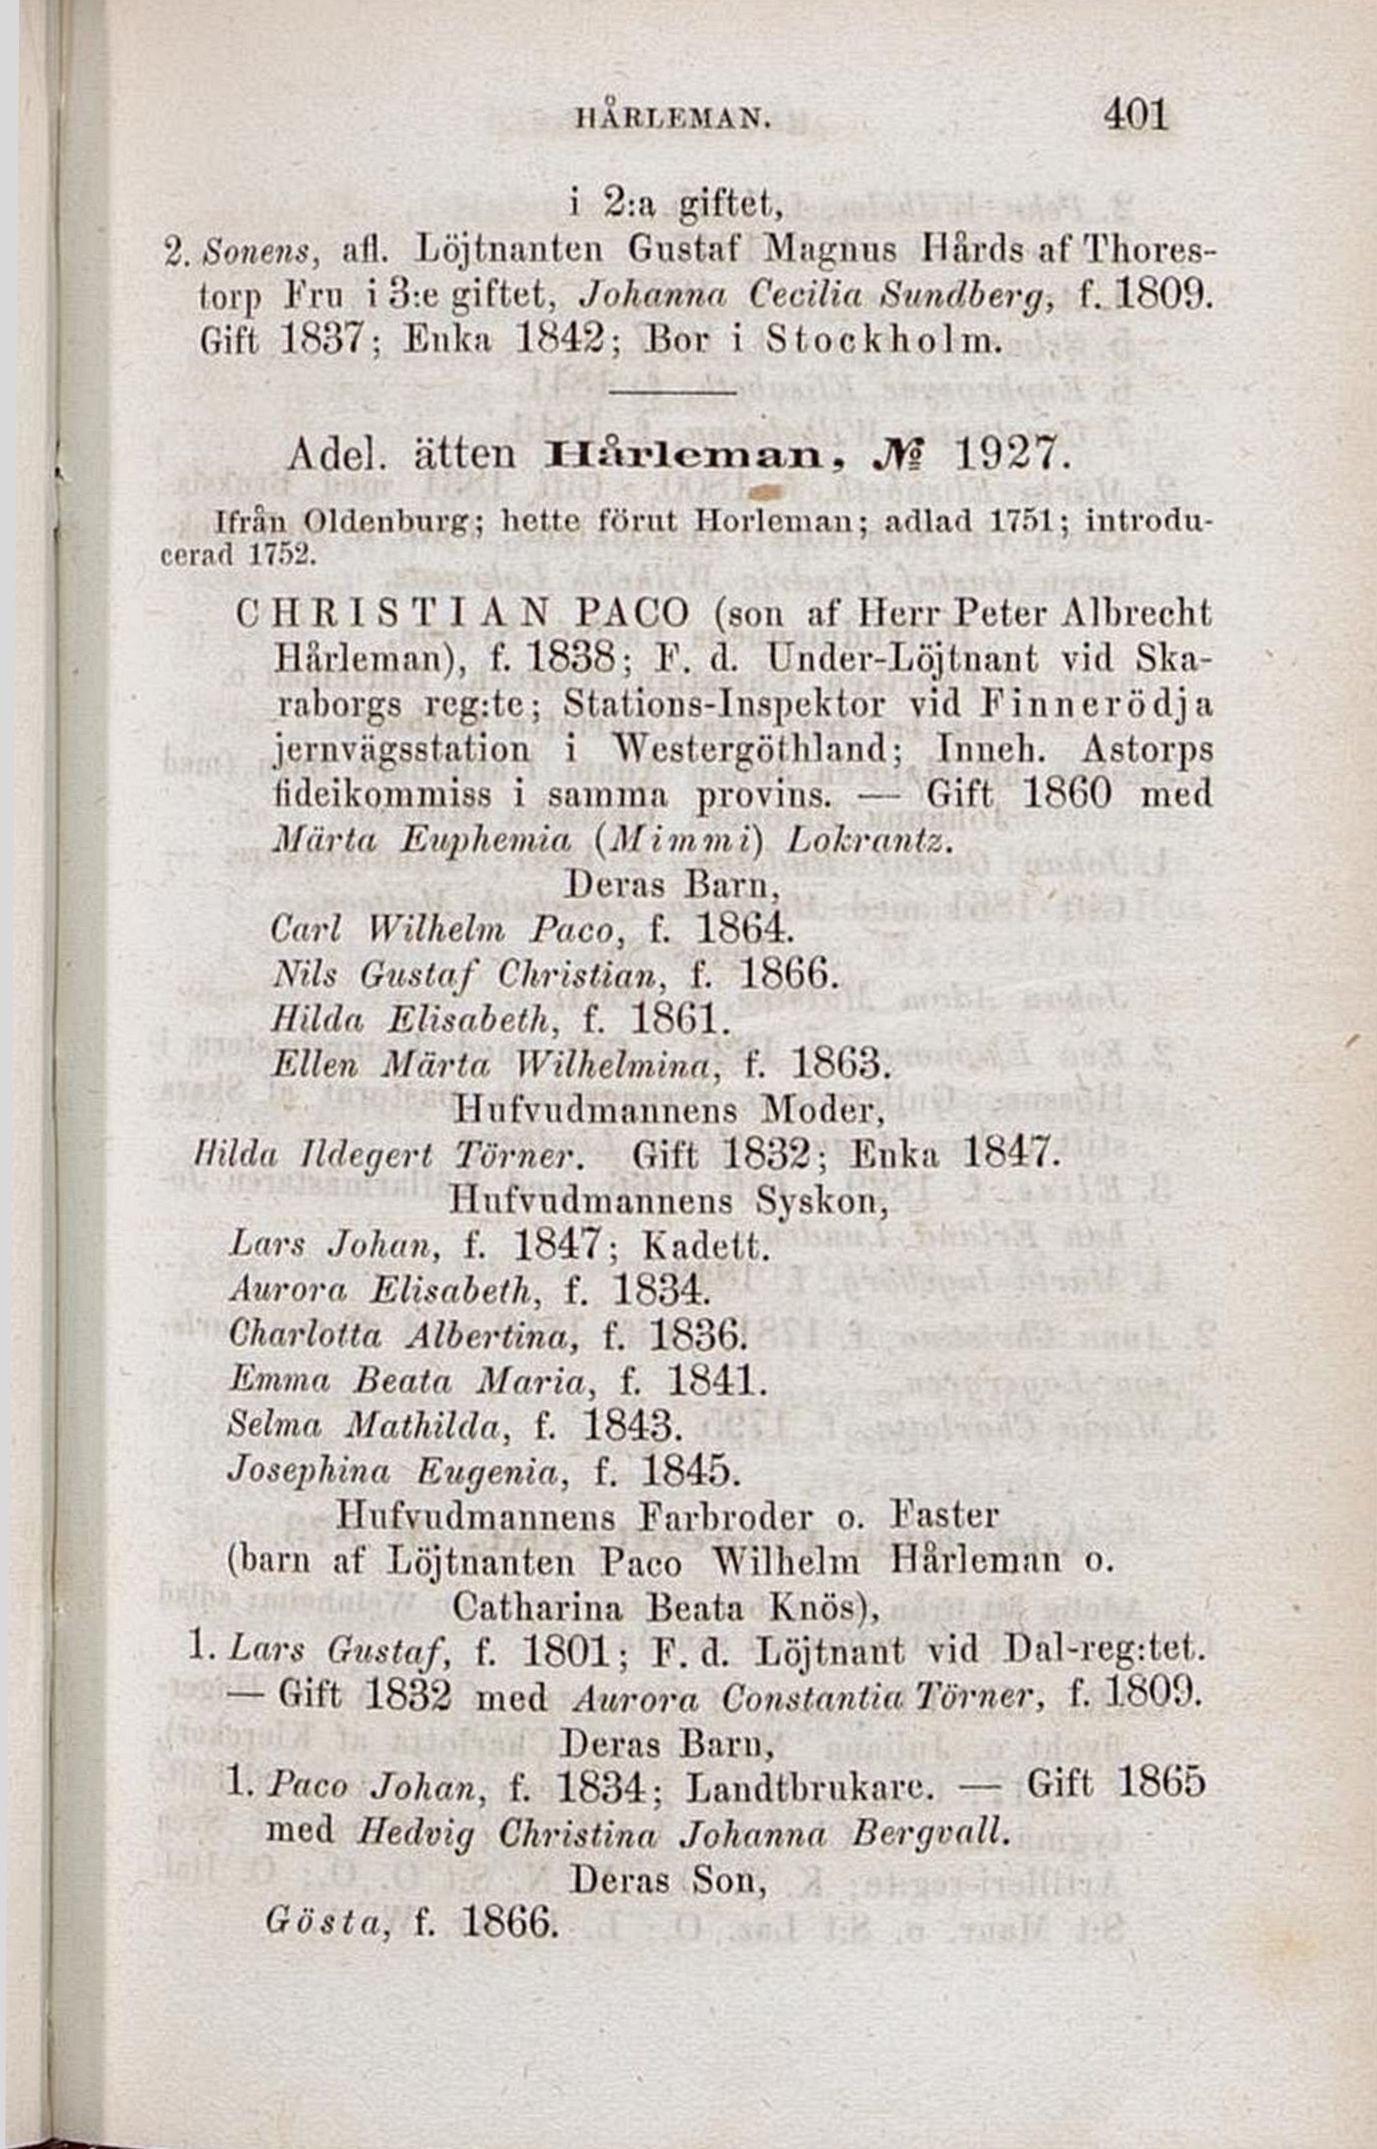 HÅRLEMAN. 401
i 2:a giftet,
2. Sonens, afl. Löjtnanten Gustaf Magnus Hårds af Thores-
torp Fru i 3:e giftet, Johanna Cecilia Sundberg, f. 1809.
Gift 1837; Enka 1842; Bor i Stockholm.
Adel. ätten Hårleman, № 1927.
Ifrån Oldenburg; hette förut Horleman; adlad 1751; introdu-
cerad 1752.
CHRISTIAN PACO (son af Herr Peter Albrecht
Hårleman), f. 1838; F. d. Under-Löjtnant vid Ska-
raborgs reg:te; Stations-Inspektor vid Finnerödja
jernvägsstation i Westergöthland; Inneh. Astorps
fideikommiss i samma provins. — Gift 1860 med
Märta Euphemia (Mimmi) Lokrantz.
Deras Barn,
Carl Wilhelm Paco, f. 1864.
Nils Gustaf Christian, f. 1866.
Hilda Elisabeth, f. 1861.
Ellen Märta Wilhelmina, f. 1863.
Hufvudmannens Moder,
Hilda Ildegert Törner. Gift 1832; Enka 1847.
Hufvudmannens Syskon,
Lars Johan, f. 1847; Kadett.
Aurora Elisabeth, f. 1834.
Charlotta Albertina, f. 1836.
Emma Beata Maria, f. 1841.
Selma Mathilda, f. 1843.
Josephina Eugenia, f. 1845.
Hufvudmannens Farbroder o. Faster
(barn af Löjtnanten Paco Wilhelm Hårleman o.
Catharina Beata Knös),
1. Lars Gustaf, f. 1801; F. d. Löjtnant vid Dal-reg:tet.
— Gift 1832 med Aurora Constantia Törner, f. 1809.
Deras Barn,
1. Paco Johan, f. 1834; Landtbrukare. — Gift 1865
med Hedvig Christina Johanna Bergvall.
Deras Son,
Gösta, f. 1866.